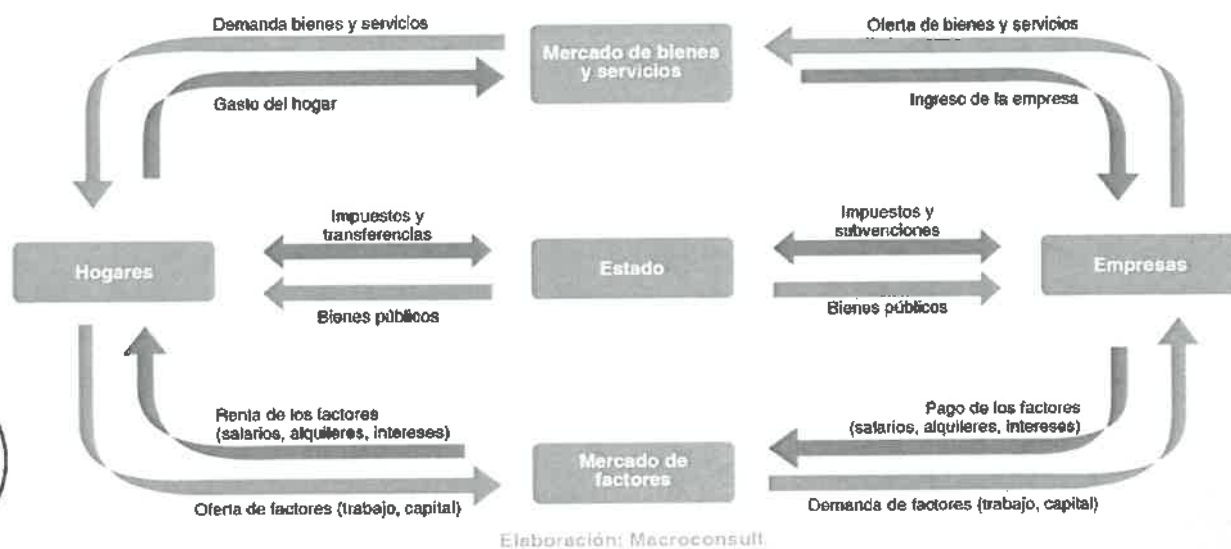 Demanda bienes y servicios
Oferta de bienes y servicios
Mercado de bienes
y servicios
Gasto del hogar
Ingreso de la empresa
Impuestos y
transferencias
Impuestos y
subvenciones
Hogares
Estado
Empresas
Bienes públicos
Bienes públicos
Renta de los factores
(salarios, alquileres, intereses)
Pago de los factores
(salarios, alquileres, intereses)
Mercado de
factores
Oferta de factores (trabajo, capital)
Demanda de factores (trabajo, capital)
Elaboración: Macroconsult.